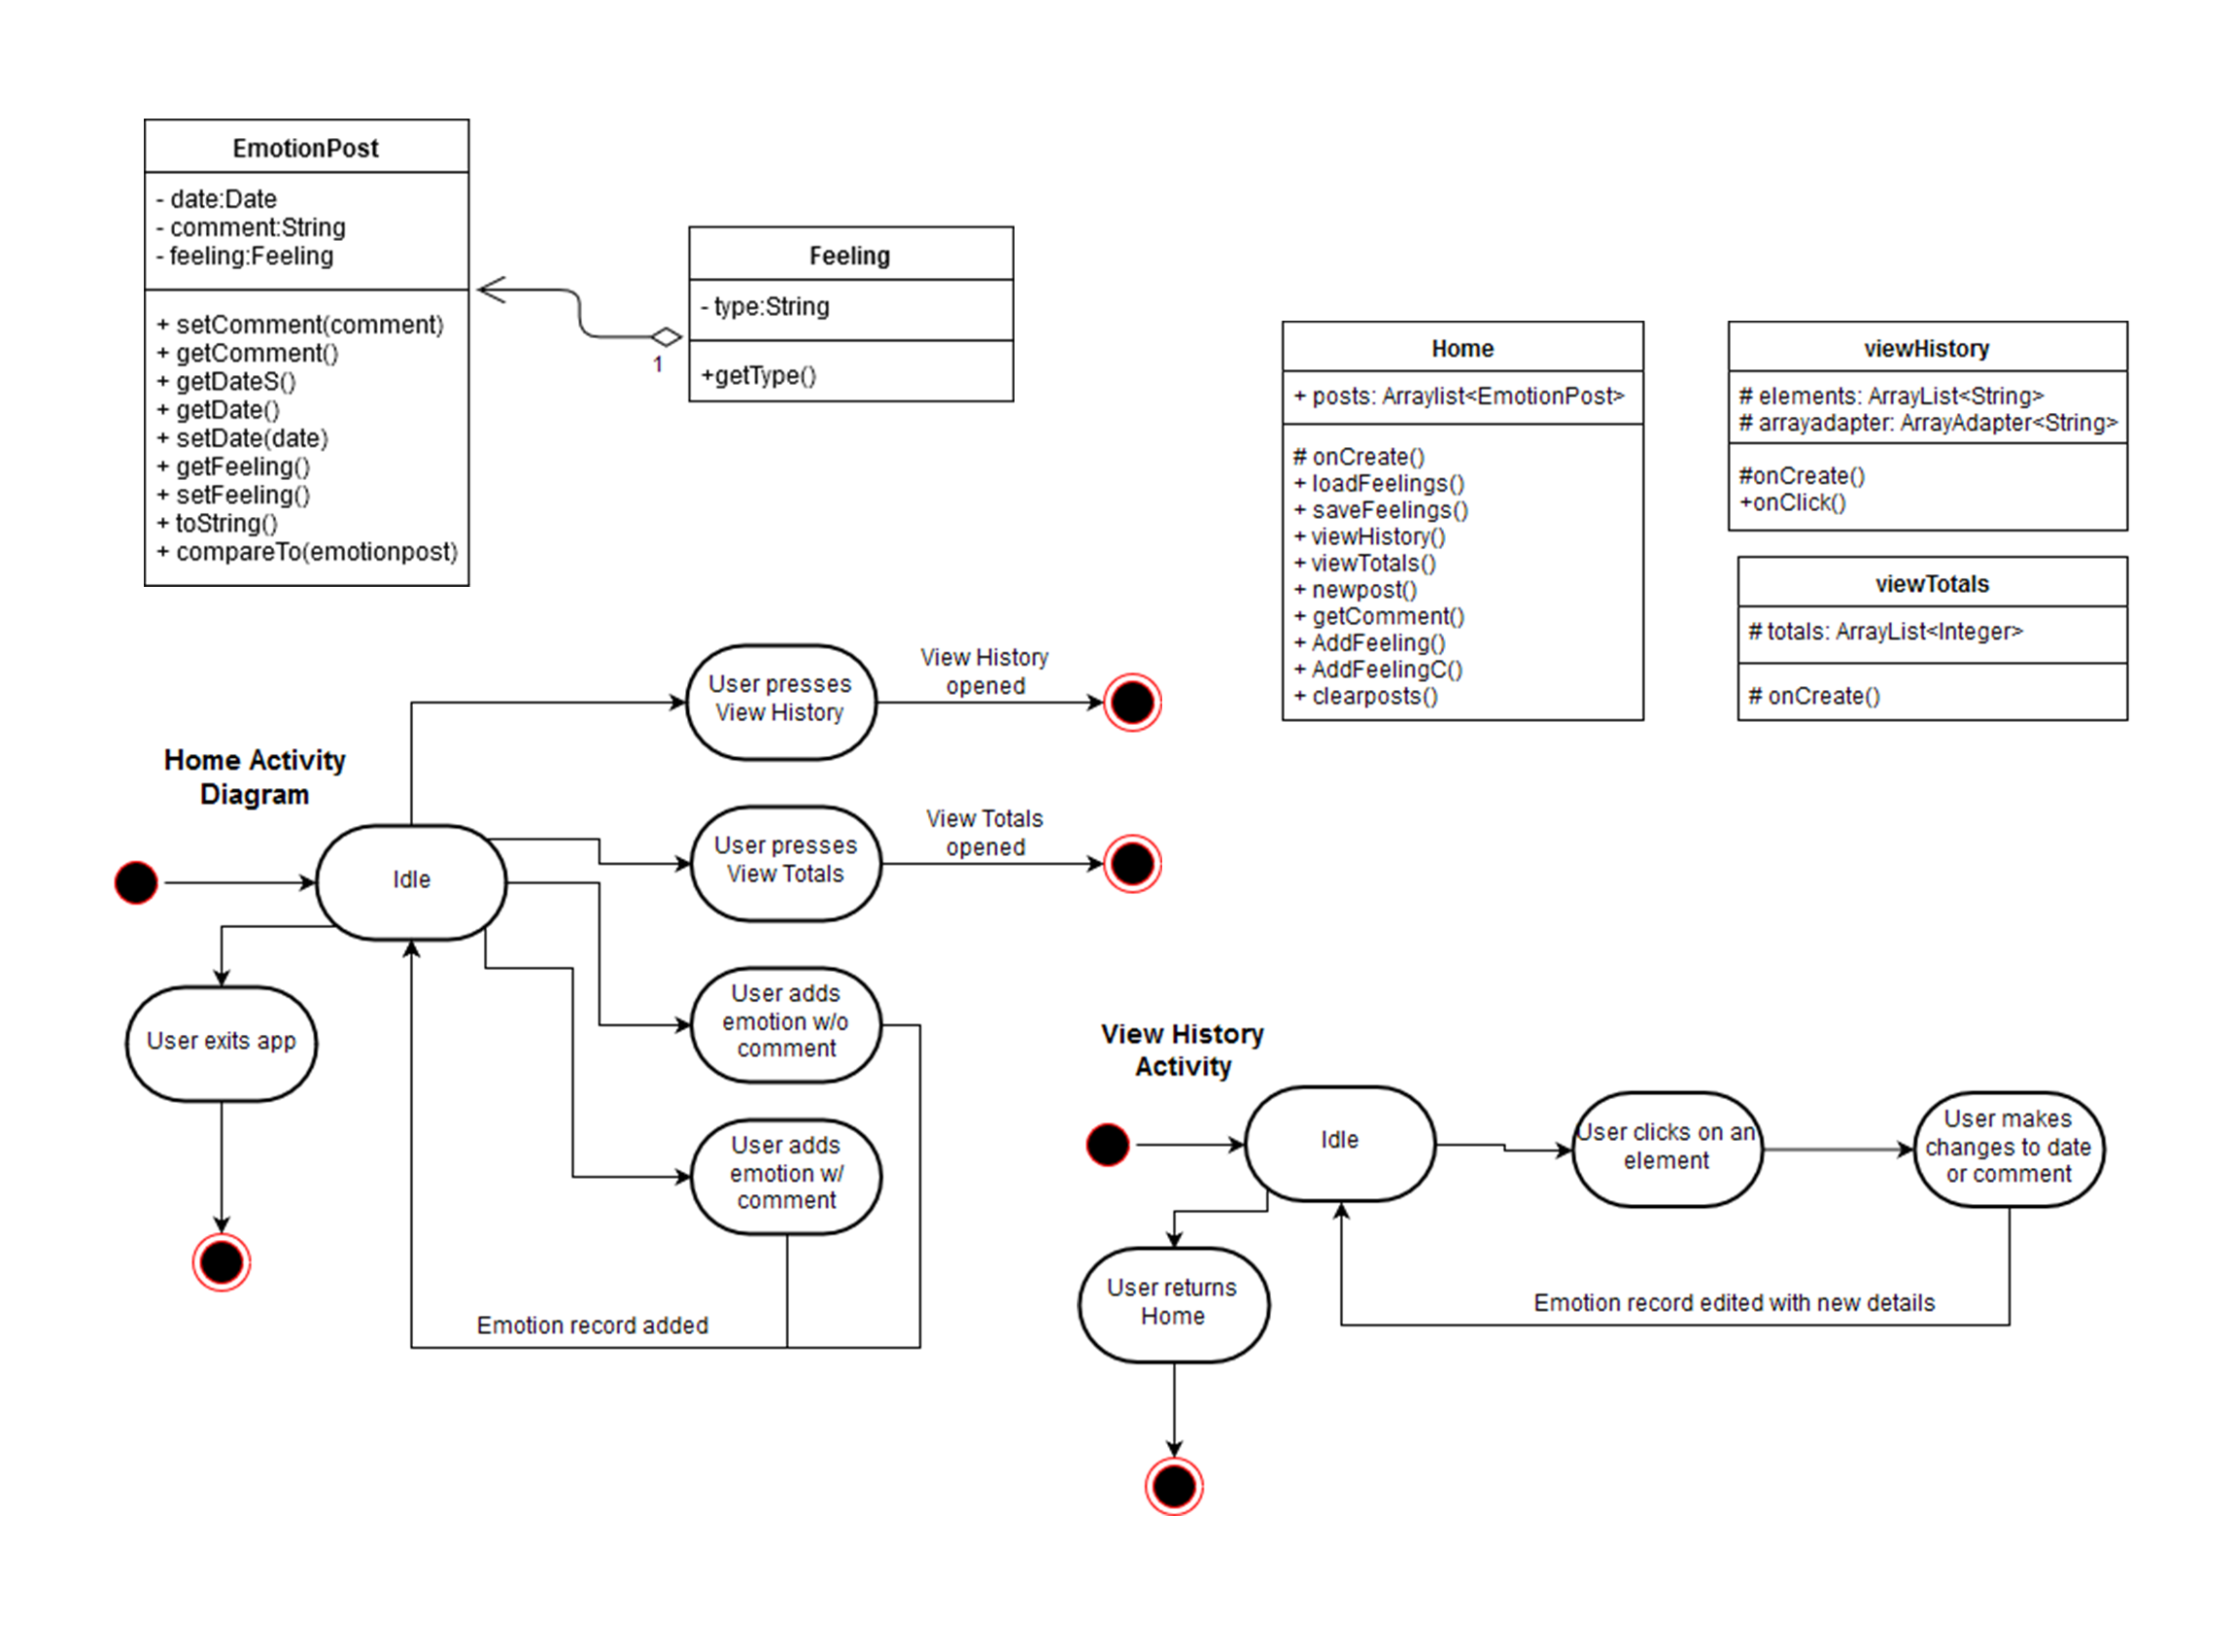 EmotionPost
- date:Date
- comment:String
- feeling:Feeling
+ setComment(comment)
+ getComment()
+ getDateS()
+ getDate()
+ setDate(date)
+ getFeeling()
+ setFeeling()
+ toString()
+ compareTo(emotionpost)
1
Feeling
- type:String
+getType()
Home
+ posts: Arraylist<EmotionPost>
# onCreate()
+ loadFeelings()
+ saveFeelings()
+ viewHistory()
+ viewTotals()
+ newpost()
+ getComment()
+ AddFeeling()
+ AddFeelingC()
+ clearposts()
viewHistory
# elements: ArrayList<String>
# arrayadapter: ArrayAdapter<String>
#onCreate()
+onClick()
viewTotals
# totals: ArrayList<Integer>
# onCreate()
Home Activity
Diagram
Idle
User presses
View History
View History
opened
User presses
View Totals
View Totals
opened
User adds
emotion w/o
comment
User adds
emotion w/
comment
Emotion record added
User exits app
View History
Activity
Idle
User clicks on an
element
User makes
changes to date
or comment
Emotion record edited with new details
User returns
Home